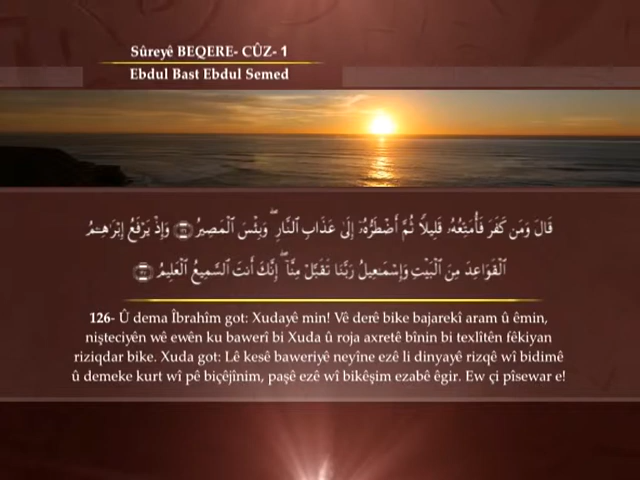 Sûreyê BEQERE- CÛZ- 1
Ebdul Bast Ebdul Semed
قَالَ وَمَن كَفَرَ فَأُمَتِّعُهُۥ قَلِيلًا ثُمَّ أَضْطَرُّهُۥٓ إِلَىٰ عَذَابِ ٱلنَّارِ ۖ وَبِئْسَ ٱلْمَصِيرُ ﴿١٢٦﴾ وَإِذْ يَرْفَعُ إِبْرَٰهِـۧمُ
ٱلْقَوَاعِدَ مِنَ ٱلْبَيْتِ وَإِسْمَـٰعِيلُ رَبَّنَا تَقَبَّلْ مِنَّآ ۖ إِنَّكَ أَنتَ ٱلسَّمِيعُ ٱلْعَلِيمُ ﴿١٢٧﴾
126- Û dema Îbrahîm got: Xudayê min! Vê derê bike bajarekî aram û êmin,
nişteciyên wê ewên ku bawerî bi Xuda û roja axretê bînin bi texlîtên fêkiyan
riziqdar bike. Xuda got: Lê kesê baweriyê neyîne ezê li dinyayê rizqê wî bidimê
û demeke kurt wî pê biçêjînim, paşê ezê wî bikêşim ezabê êgir. Ew çi pîsewar e!